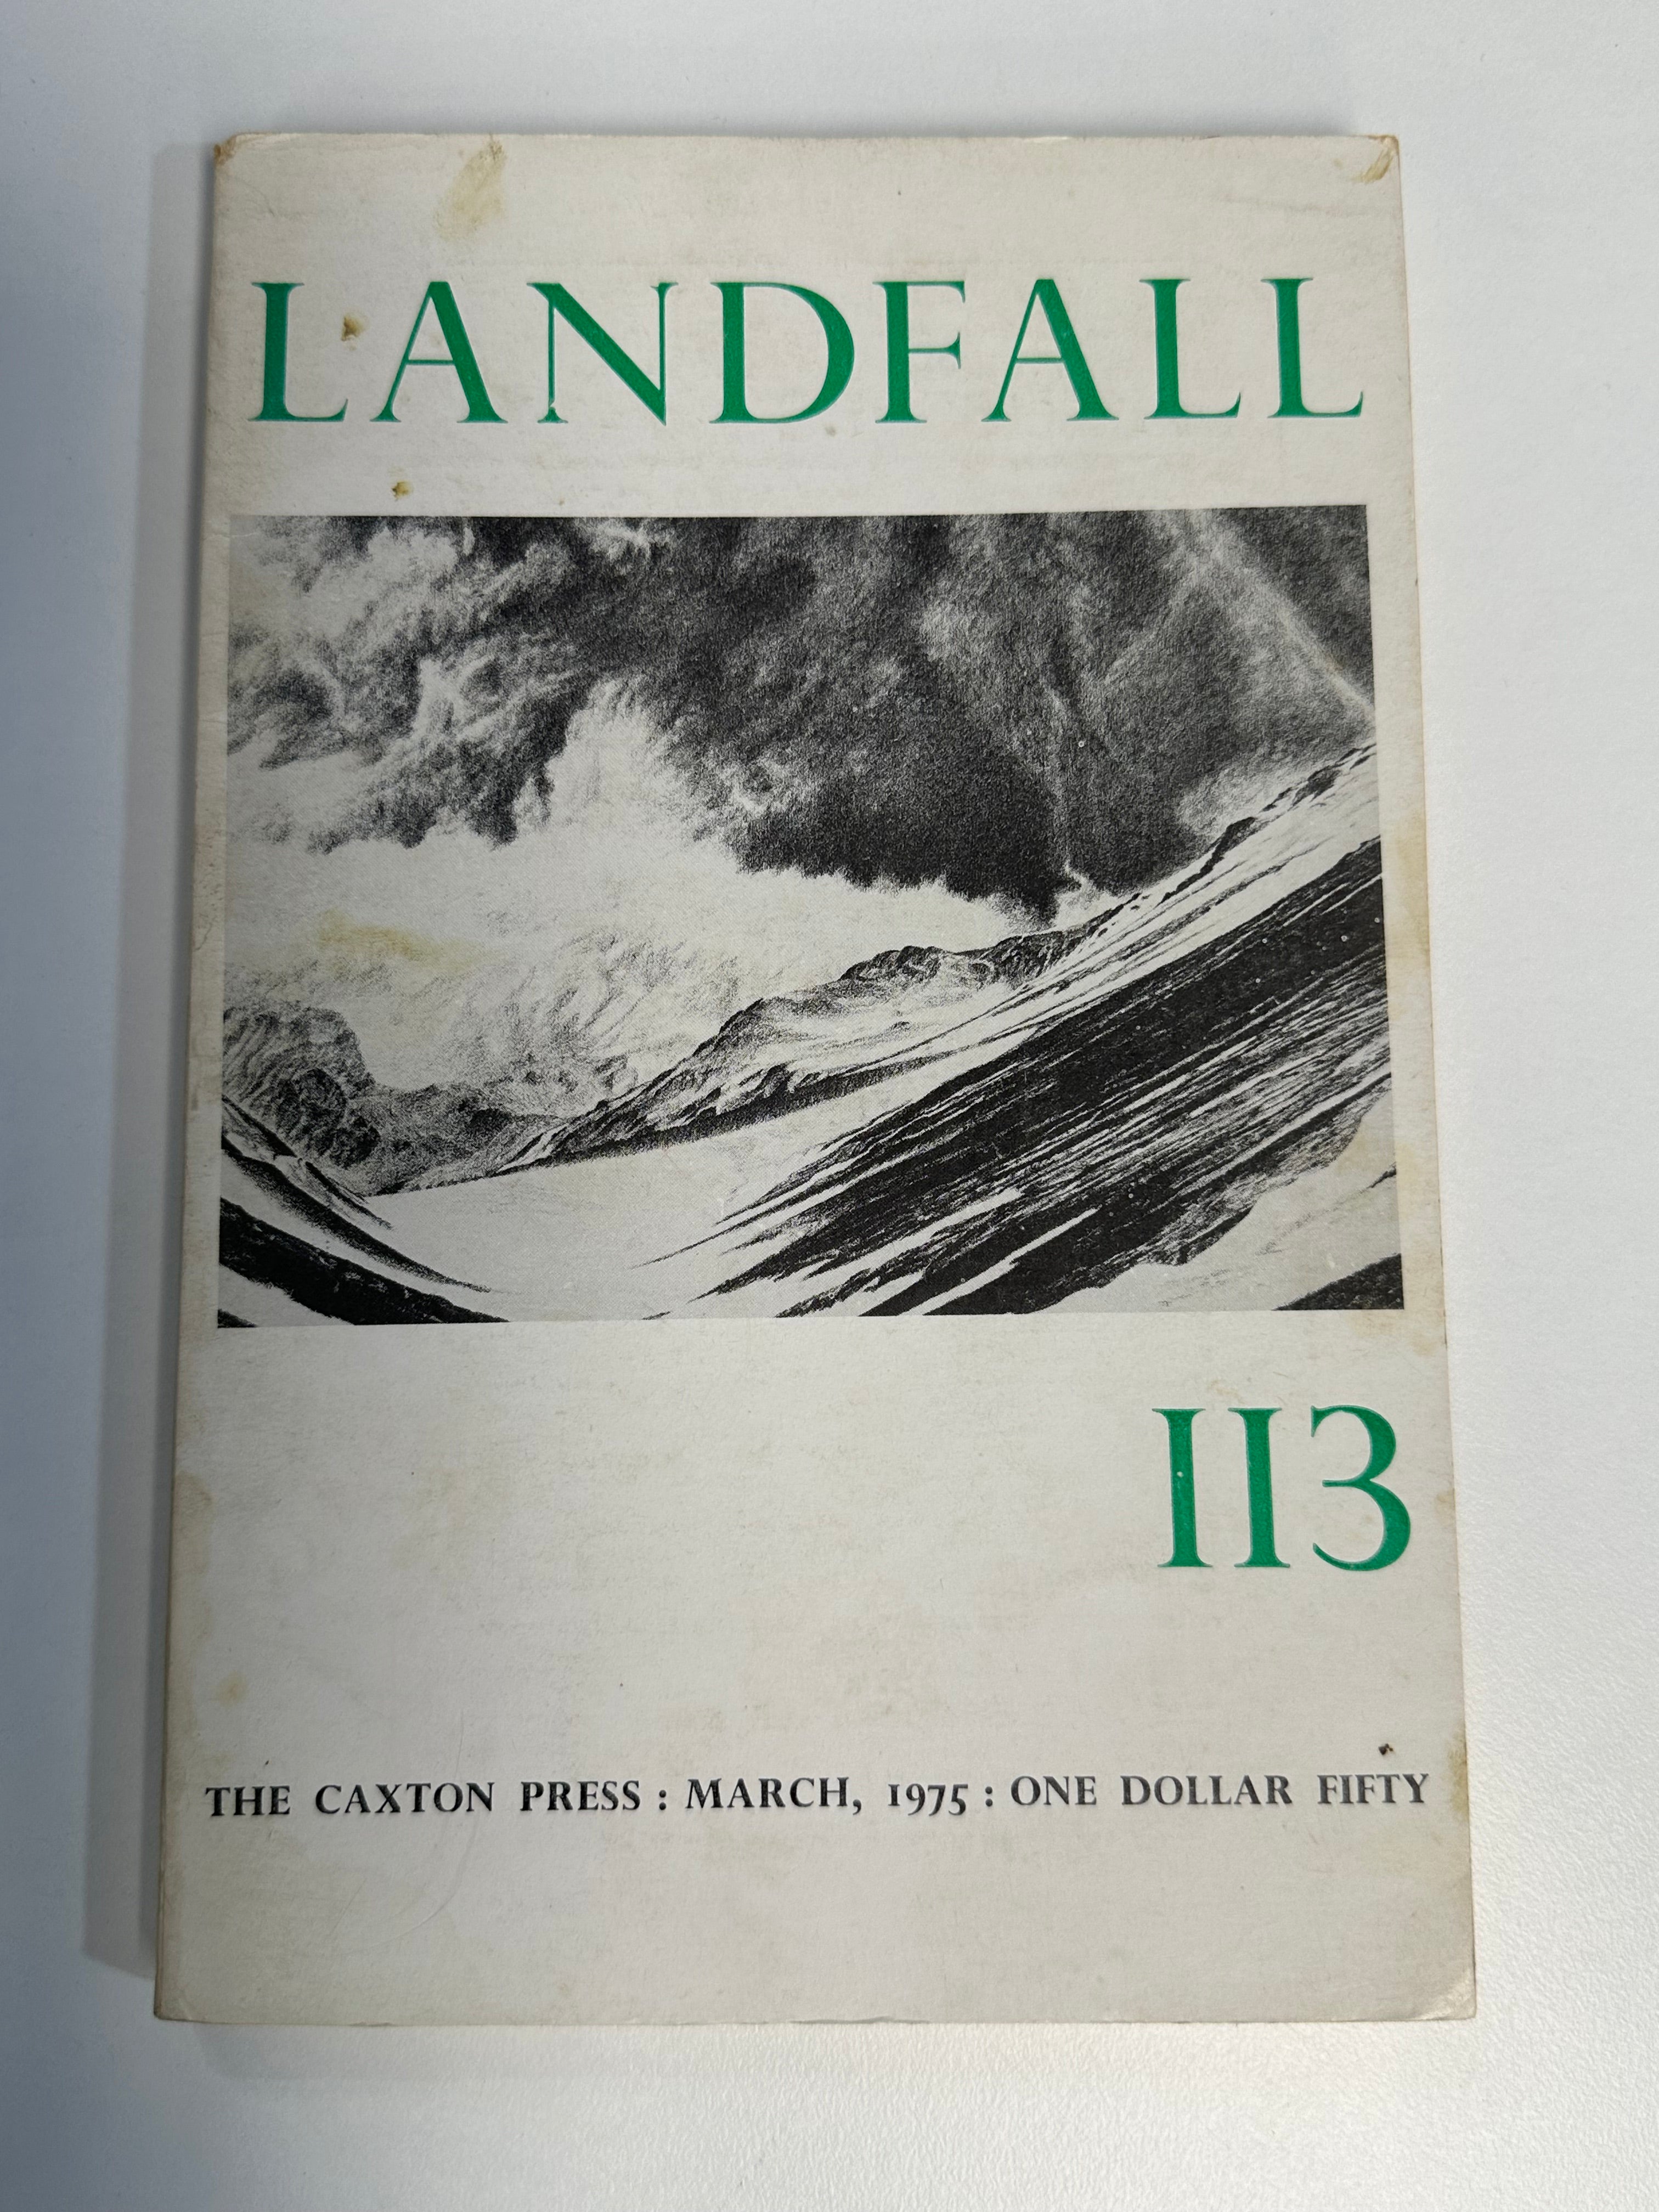 LANDFALL
113
THE CAXTON PRESS : MARCH, 1975 : ONE DOLLAR FIFTY